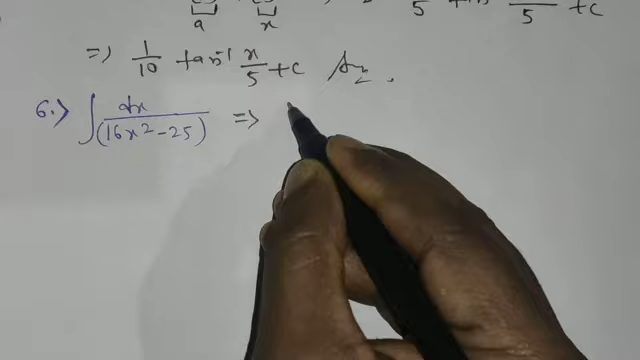 a x 5 5 + c
=> 1/10 tan⁻¹ x/5 + c Ans.
6.> ∫ dx/(16x² - 25) =>